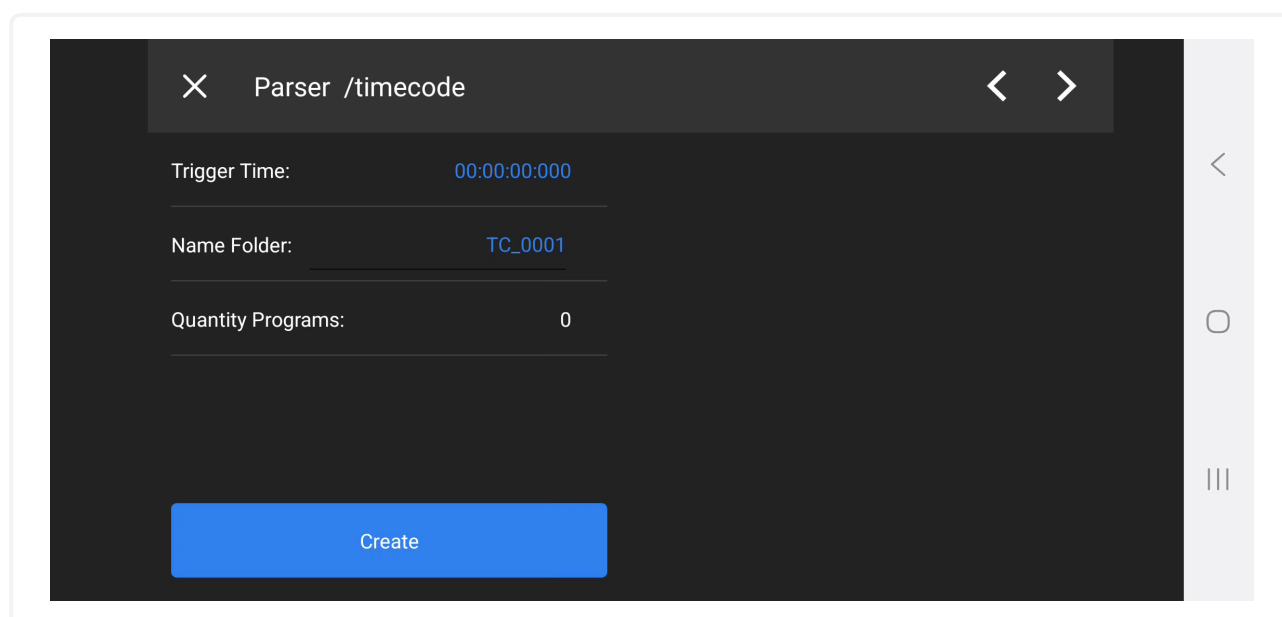 Parser /timecode
Trigger Time: 00:00:00:000
Name Folder: TC_0001
Quantity Programs: 0
Create